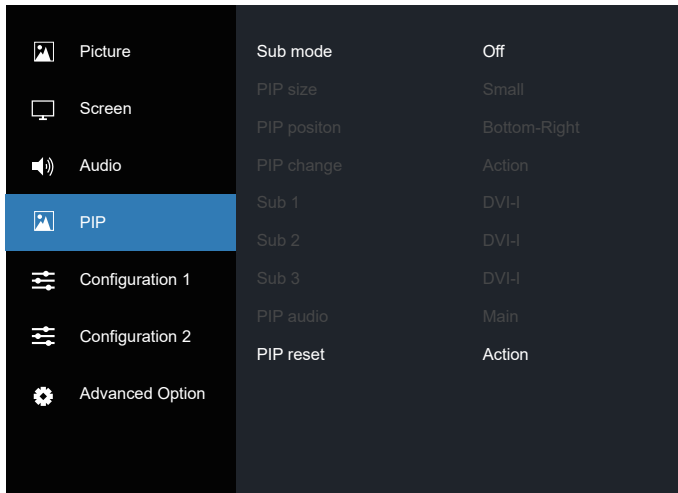 Picture
Screen
Audio
PIP
Configuration 1
Configuration 2
Advanced Option
Sub mode Off
PIP size Small
PIP positon Bottom-Right
PIP change Action
Sub 1 DVI-I
Sub 2 DVI-I
Sub 3 DVI-I
PIP audio Main
PIP reset Action